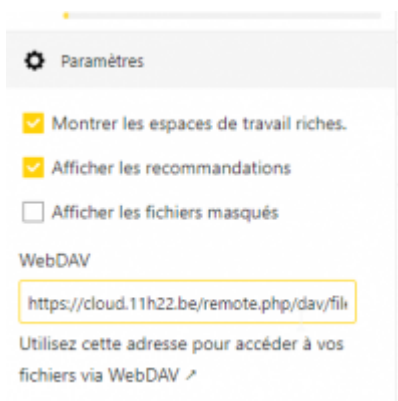 Paramètres
Montrer les espaces de travail riches.
Afficher les recommandations
Afficher les fichiers masqués
WebDAV
https://cloud.11h22.be/remote.php/dav/file
Utilisez cette adresse pour accéder à vos
fichiers via WebDAV ↗